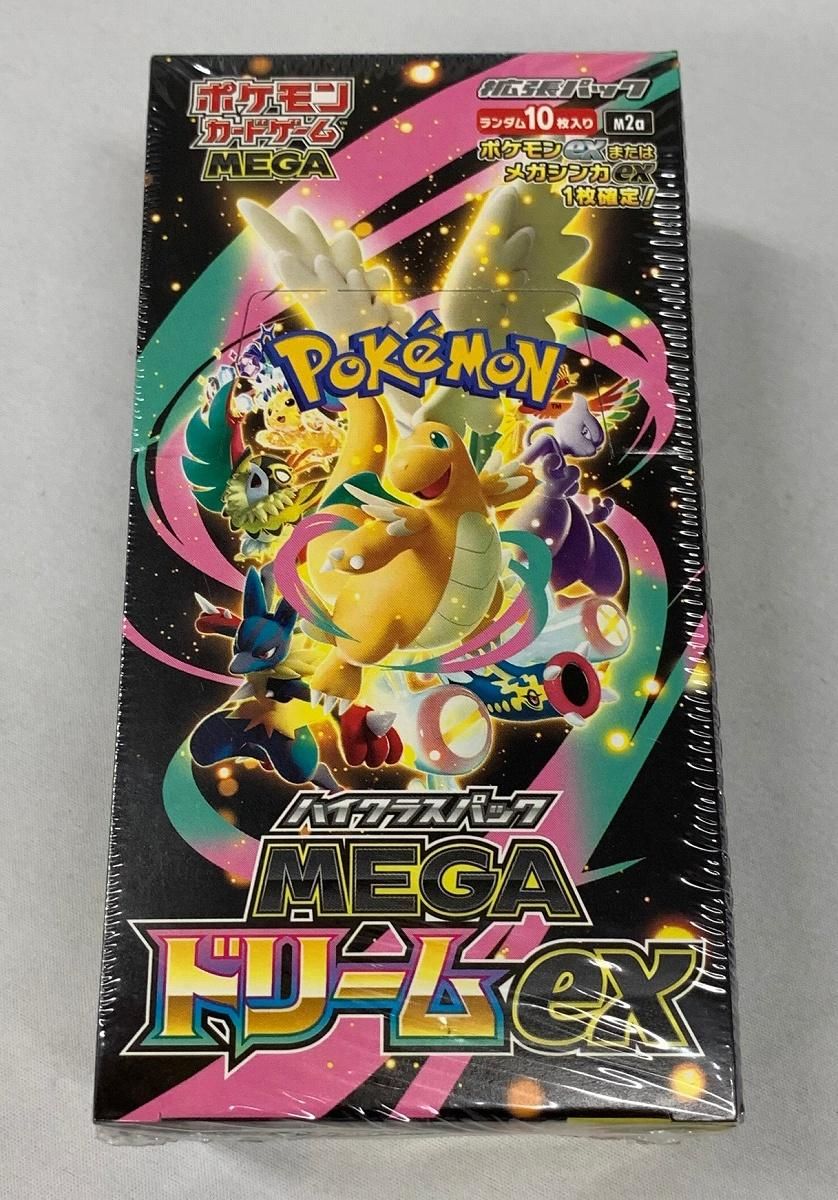 ポケモン
カードゲーム
MEGA
拡張パック
ランダム10枚入り M2a
ポケモンexまたは
メガシンカex
1枚確定!
POKéMON
TM
ハイクラスパック
MEGA
ドリームex